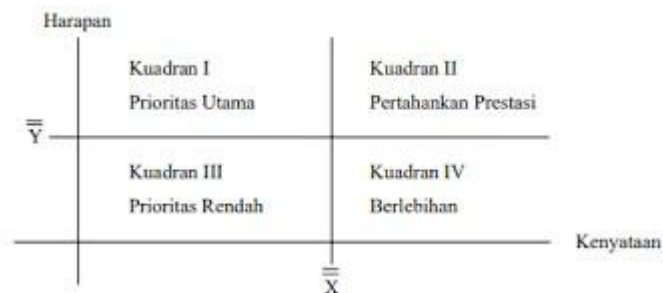 Harapan
Kuadran I
Prioritas Utama
Kuadran II
Pertahankan Prestasi
Y̿
Kuadran III
Prioritas Rendah
Kuadran IV
Berlebihan
Kenyataan
X̿